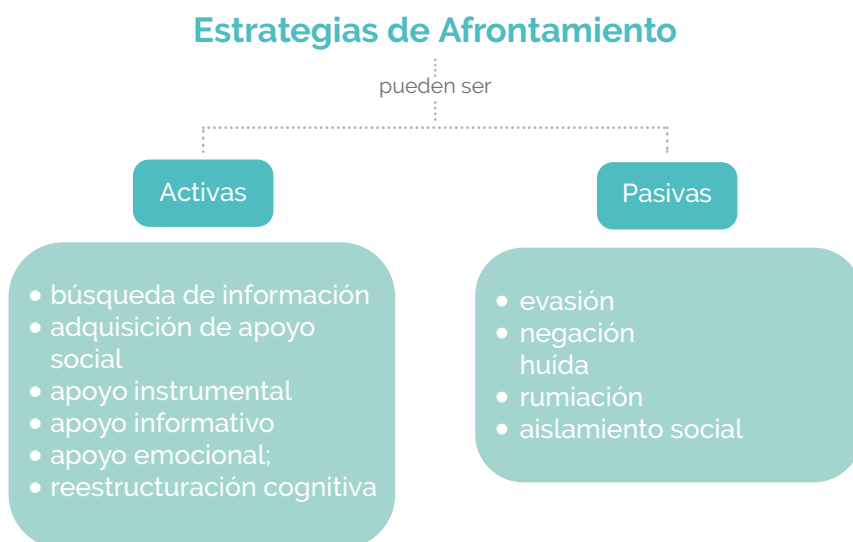 Estrategias de Afrontamiento
pueden ser
Activas
• búsqueda de información
• adquisición de apoyo
social
• apoyo instrumental
• apoyo informativo
• apoyo emocional;
• reestructuración cognitiva
Pasivas
• evasión
• negación
huída
• rumiación
• aislamiento social